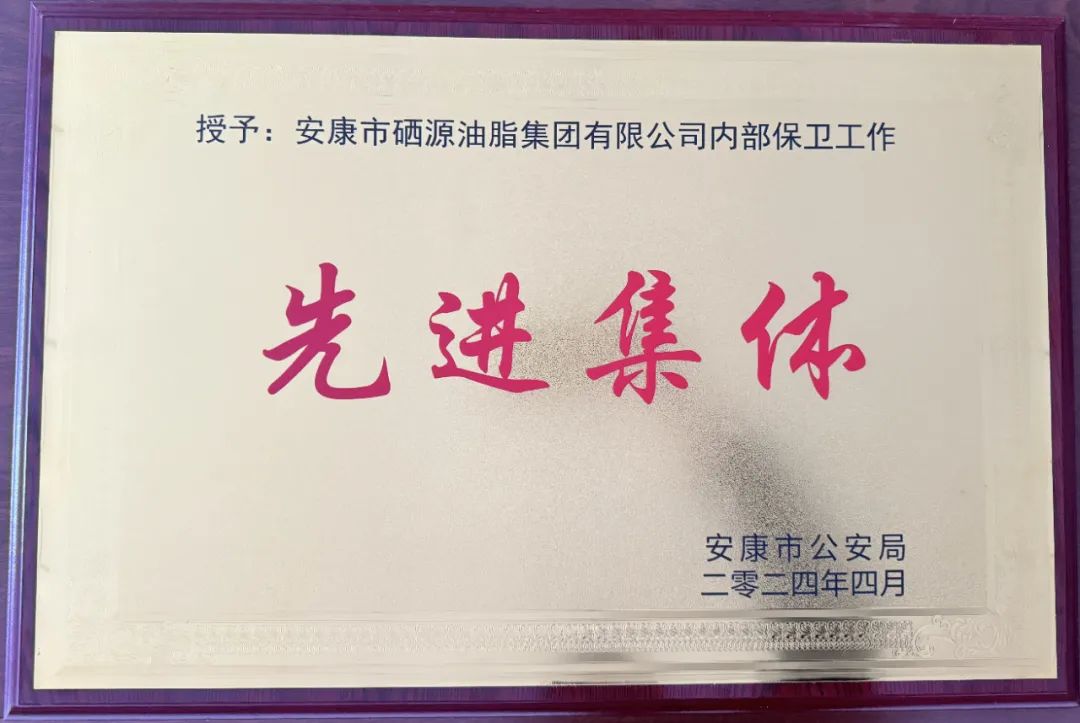 授予：安康市硒源油脂集团有限公司内部保卫工作
先进集体
安康市公安局
二零二四年四月